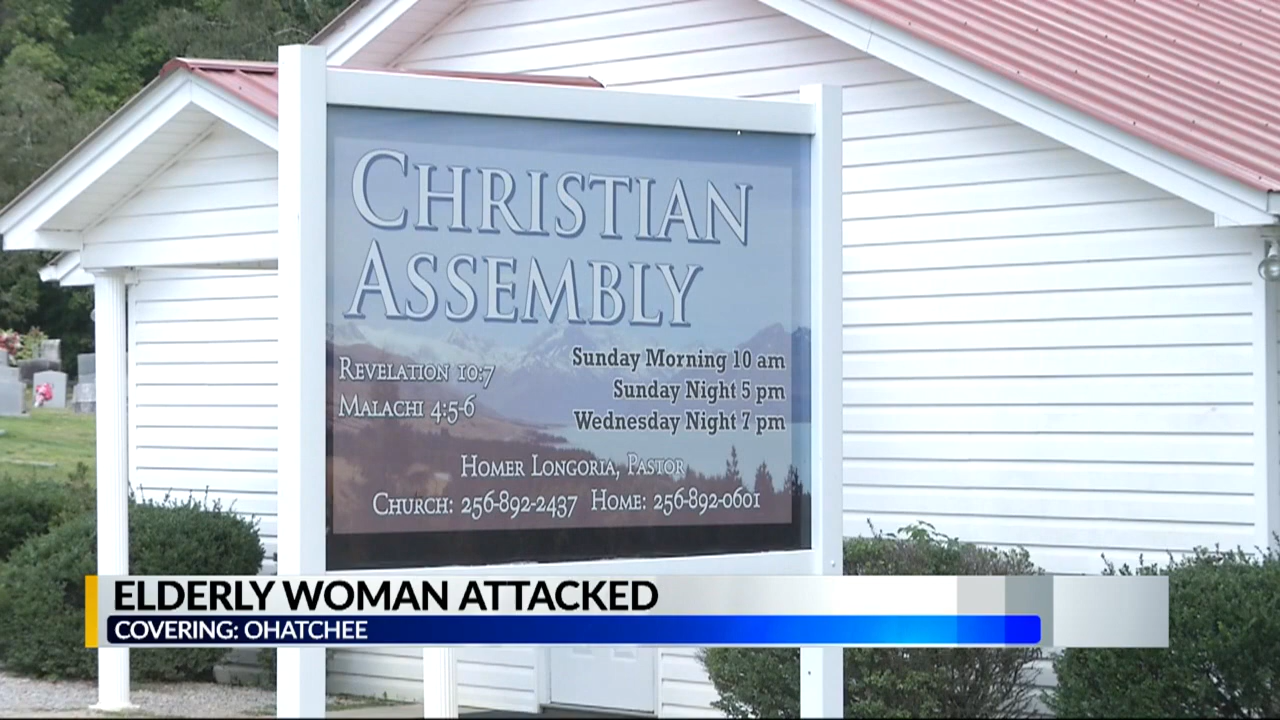 CHRISTIAN
ASSEMBLY
REVELATION 10:7
MALACHI 4:5-6
Sunday Morning 10 am
Sunday Night 5 pm
Wednesday Night 7 pm
HOMER LONGORIA, PASTOR
CHURCH: 256-892-2437 HOME: 256-892-0601
ELDERLY WOMAN ATTACKED
COVERING: OHATCHEE